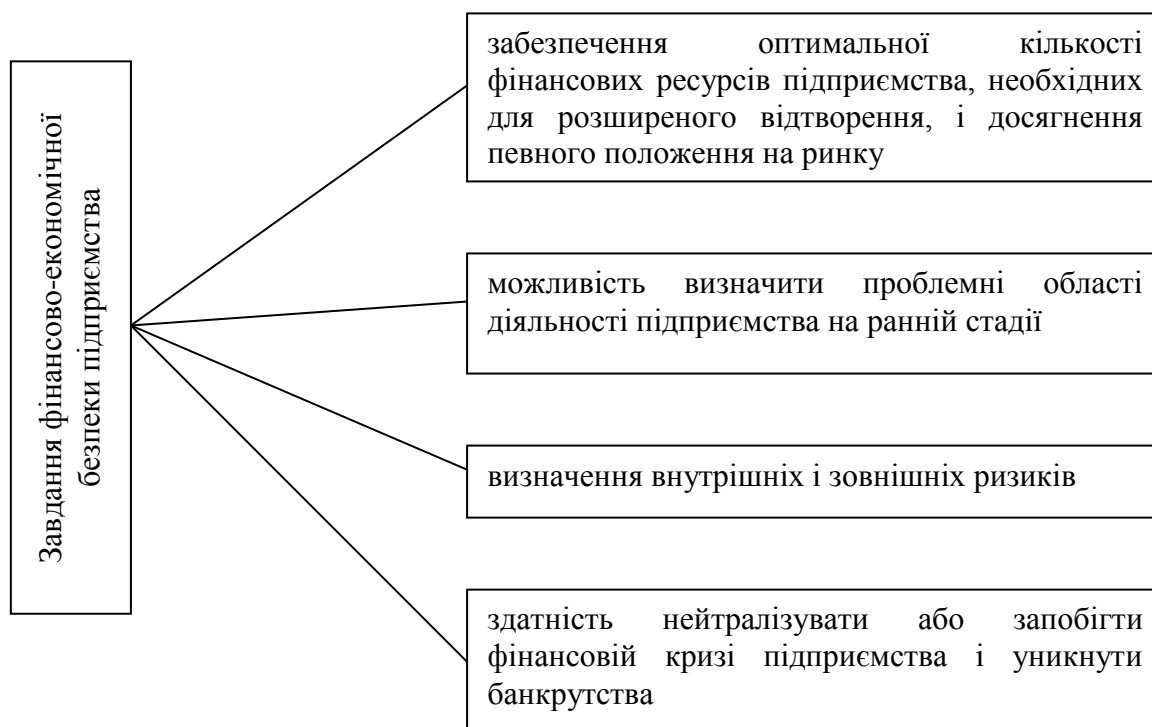 Завдання фінансово-економічної
безпеки підприємства
забезпечення оптимальної кількості
фінансових ресурсів підприємства, необхідних
для розширеного відтворення, і досягнення
певного положення на ринку
можливість визначити проблемні області
діяльності підприємства на ранній стадії
визначення внутрішніх і зовнішніх ризиків
здатність нейтралізувати або запобігти
фінансовій кризі підприємства і уникнути
банкрутства